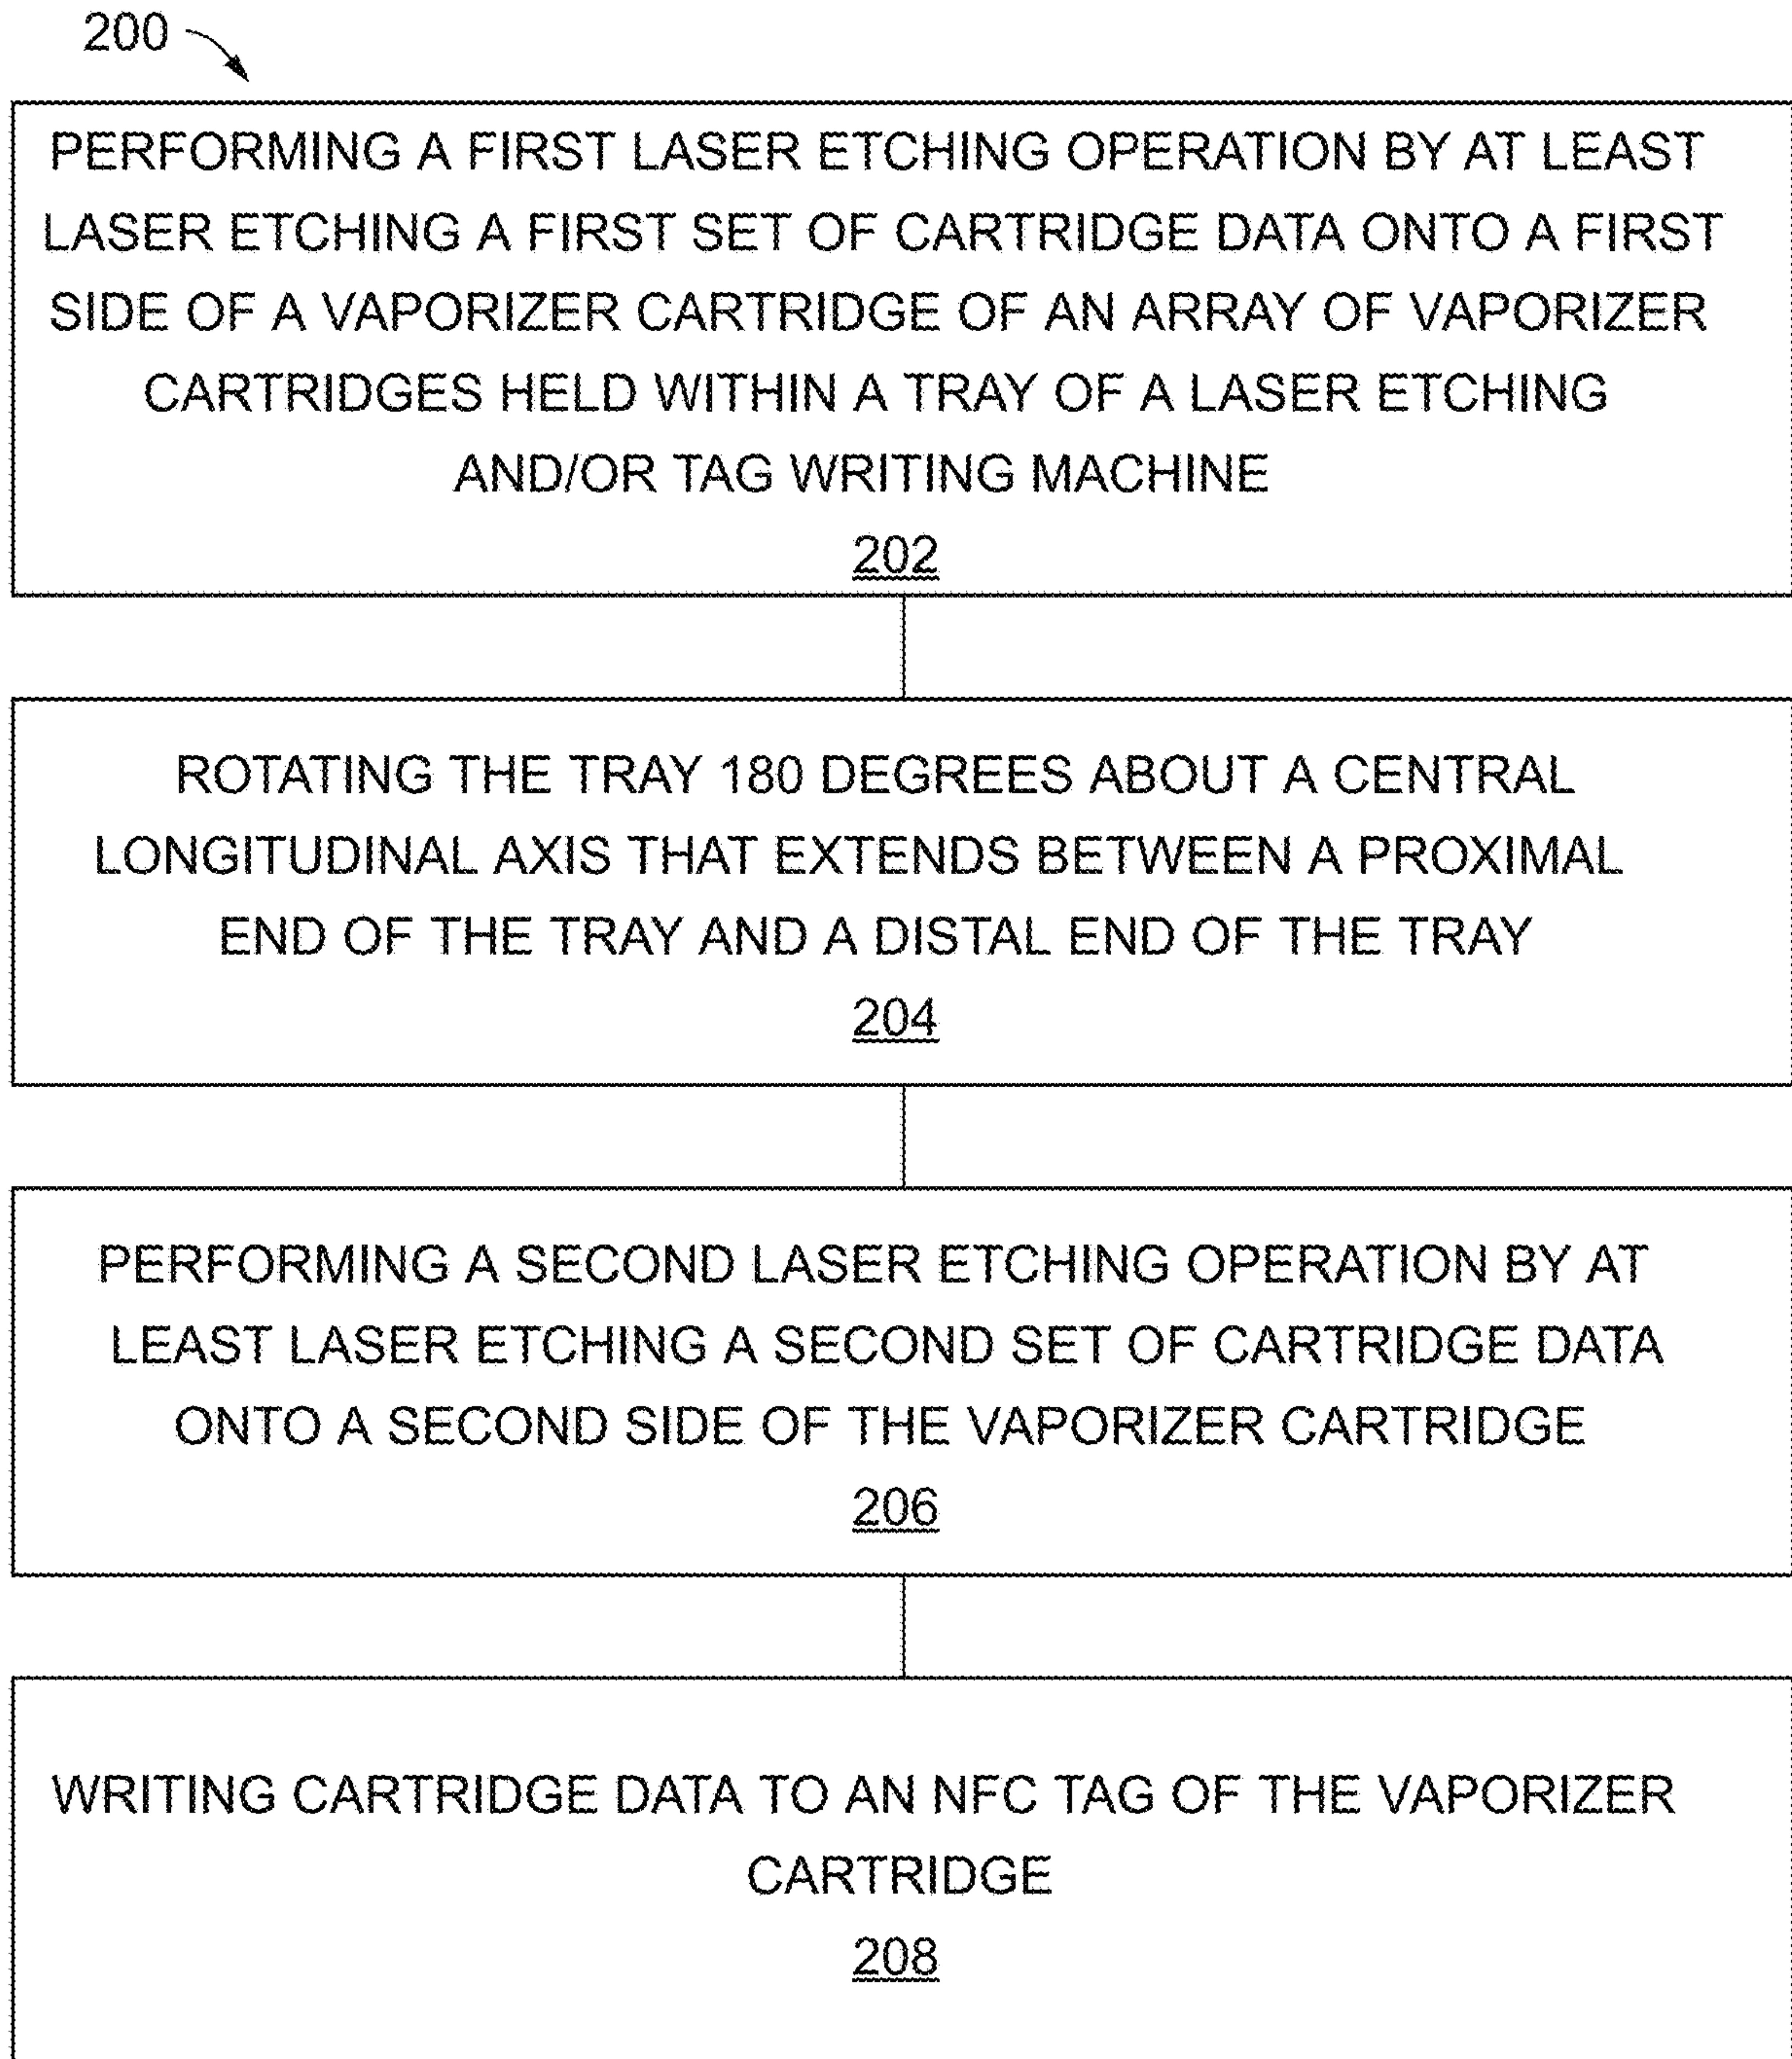 200
PERFORMING A FIRST LASER ETCHING OPERATION BY AT LEAST
LASER ETCHING A FIRST SET OF CARTRIDGE DATA ONTO A FIRST
SIDE OF A VAPORIZER CARTRIDGE OF AN ARRAY OF VAPORIZER
CARTRIDGES HELD WITHIN A TRAY OF A LASER ETCHING
AND/OR TAG WRITING MACHINE
202
ROTATING THE TRAY 180 DEGREES ABOUT A CENTRAL
LONGITUDINAL AXIS THAT EXTENDS BETWEEN A PROXIMAL
END OF THE TRAY AND A DISTAL END OF THE TRAY
204
PERFORMING A SECOND LASER ETCHING OPERATION BY AT
LEAST LASER ETCHING A SECOND SET OF CARTRIDGE DATA
ONTO A SECOND SIDE OF THE VAPORIZER CARTRIDGE
206
WRITING CARTRIDGE DATA TO AN NFC TAG OF THE VAPORIZER
CARTRIDGE
208